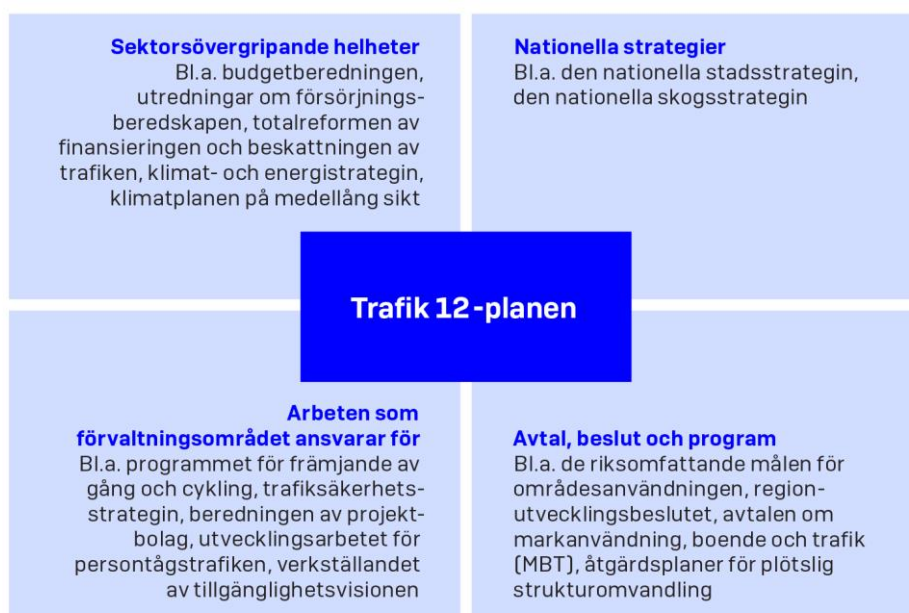 Sektorsövergripande helheter
Bl.a. budgetberedningen,
utredningar om försörjnings-
beredskapen, totalreformen av
finansieringen och beskattningen av
trafiken, klimat- och energistrategin,
klimatplanen på medellång sikt
Nationella strategier
Bl.a. den nationella stadsstrategin,
den nationella skogsstrategin
Trafik 12-planen
Arbeten som
förvaltningsområdet ansvarar för
Bl.a. programmet för främjande av
gång och cykling, trafiksäkerhets-
strategin, beredningen av projekt-
bolag, utvecklingsarbetet för
persontågstrafiken, verkställandet
av tillgänglighetsvisionen
Avtal, beslut och program
Bl.a. de riksomfattande målen för
områdesanvändningen, region-
utvecklingsbeslutet, avtalen om
markanvändning, boende och trafik
(MBT), åtgärdsplaner för plötslig
strukturomvandling